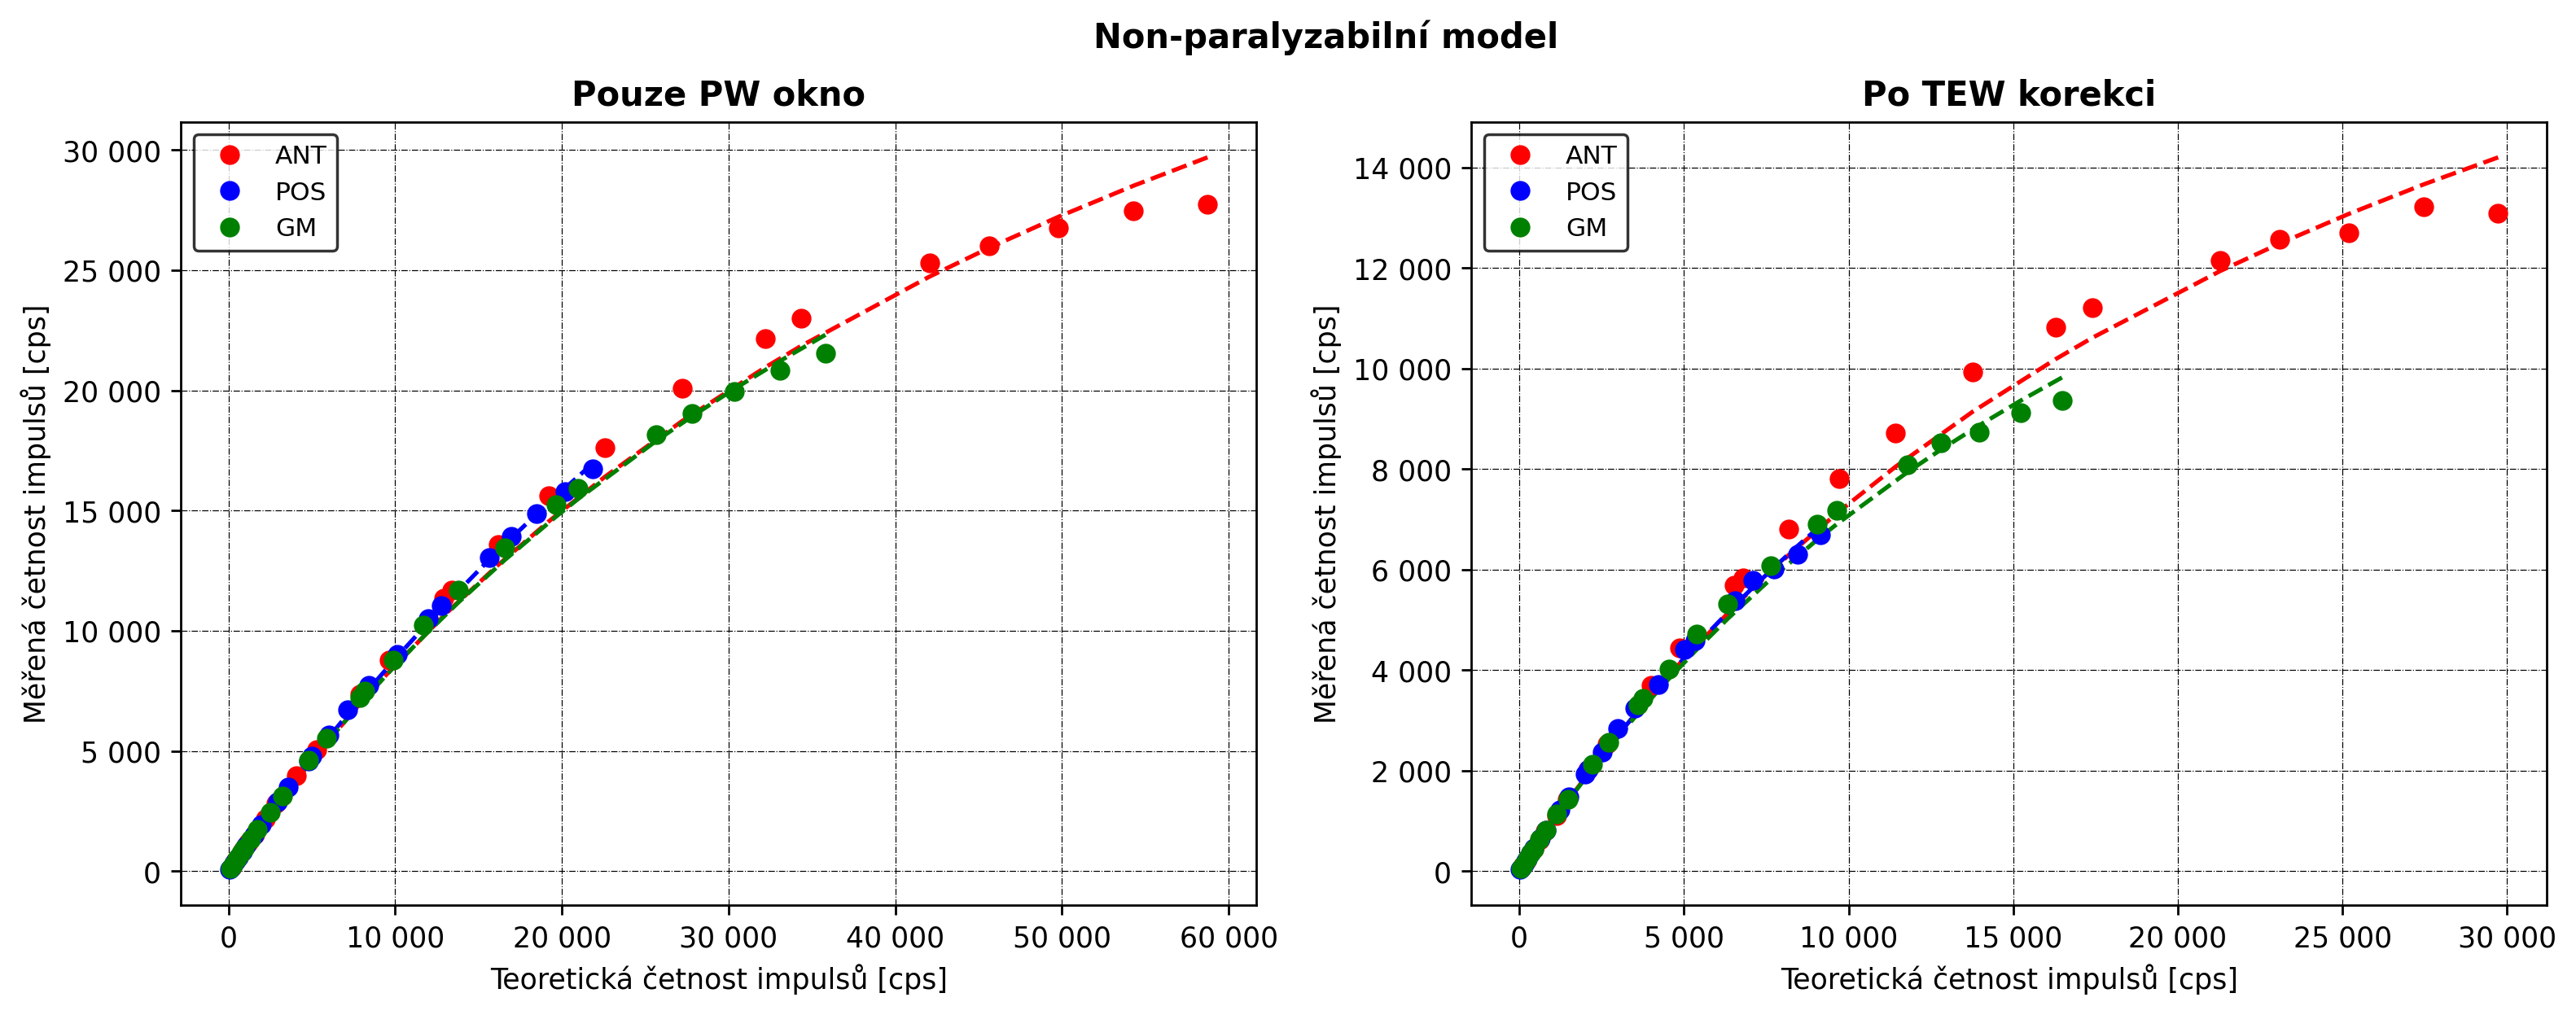 Non-paralyzabilní model
Pouze PW okno
ANT
POS
GM
30 000
25 000
20 000
15 000
10 000
5 000
0
Měřená četnost impulsů [cps]
0
10 000
20 000
30 000
40 000
50 000
60 000
Teoretická četnost impulsů [cps]
Po TEW korekci
ANT
POS
GM
14 000
12 000
10 000
8 000
6 000
4 000
2 000
0
Měřená četnost impulsů [cps]
0
5 000
10 000
15 000
20 000
25 000
30 000
Teoretická četnost impulsů [cps]